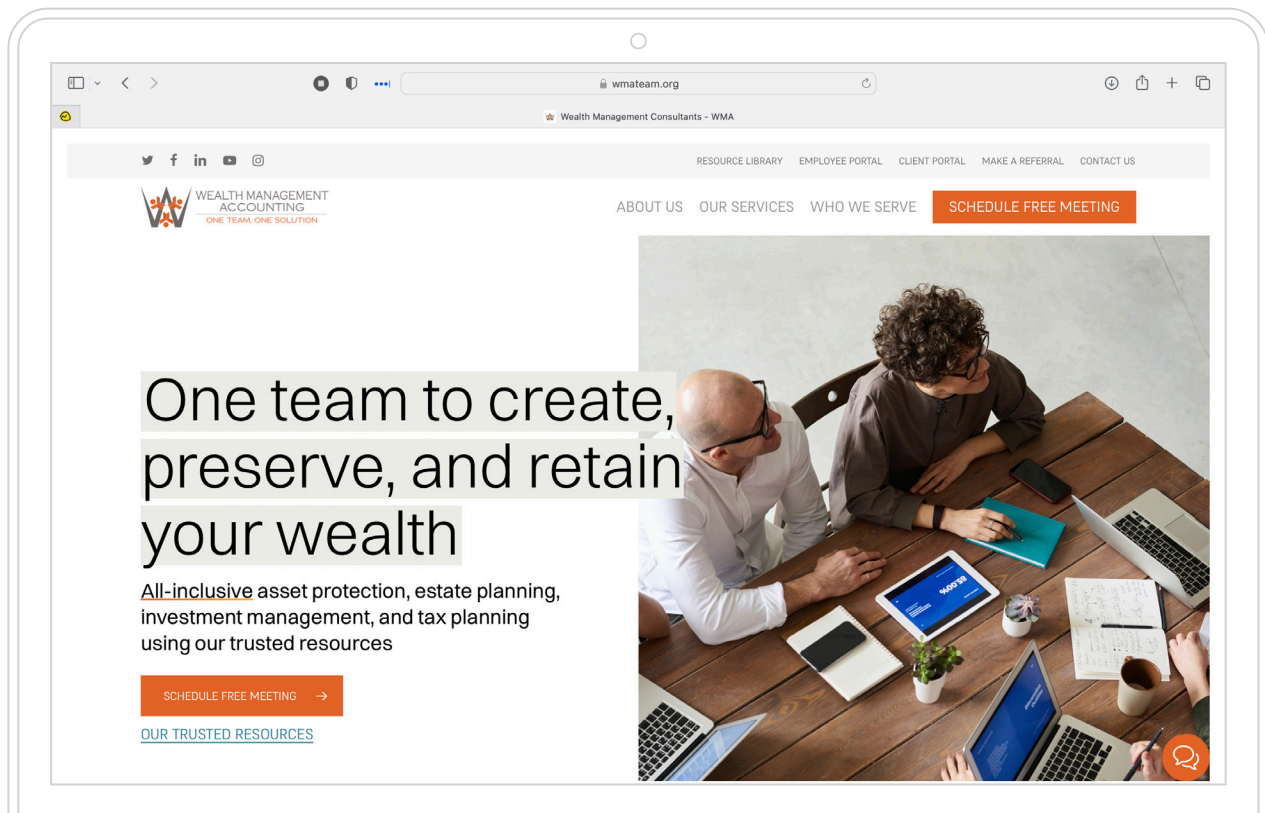 wmateam.org
Wealth Management Consultants - WMA
RESOURCE LIBRARY EMPLOYEE PORTAL CLIENT PORTAL MAKE A REFERRAL CONTACT US
WEALTH MANAGEMENT
ACCOUNTING
ONE TEAM, ONE SOLUTION
ABOUT US OUR SERVICES WHO WE SERVE SCHEDULE FREE MEETING
One team to create,
preserve, and retain
your wealth
All-inclusive asset protection, estate planning,
investment management, and tax planning
using our trusted resources
SCHEDULE FREE MEETING
OUR TRUSTED RESOURCES
85.00%